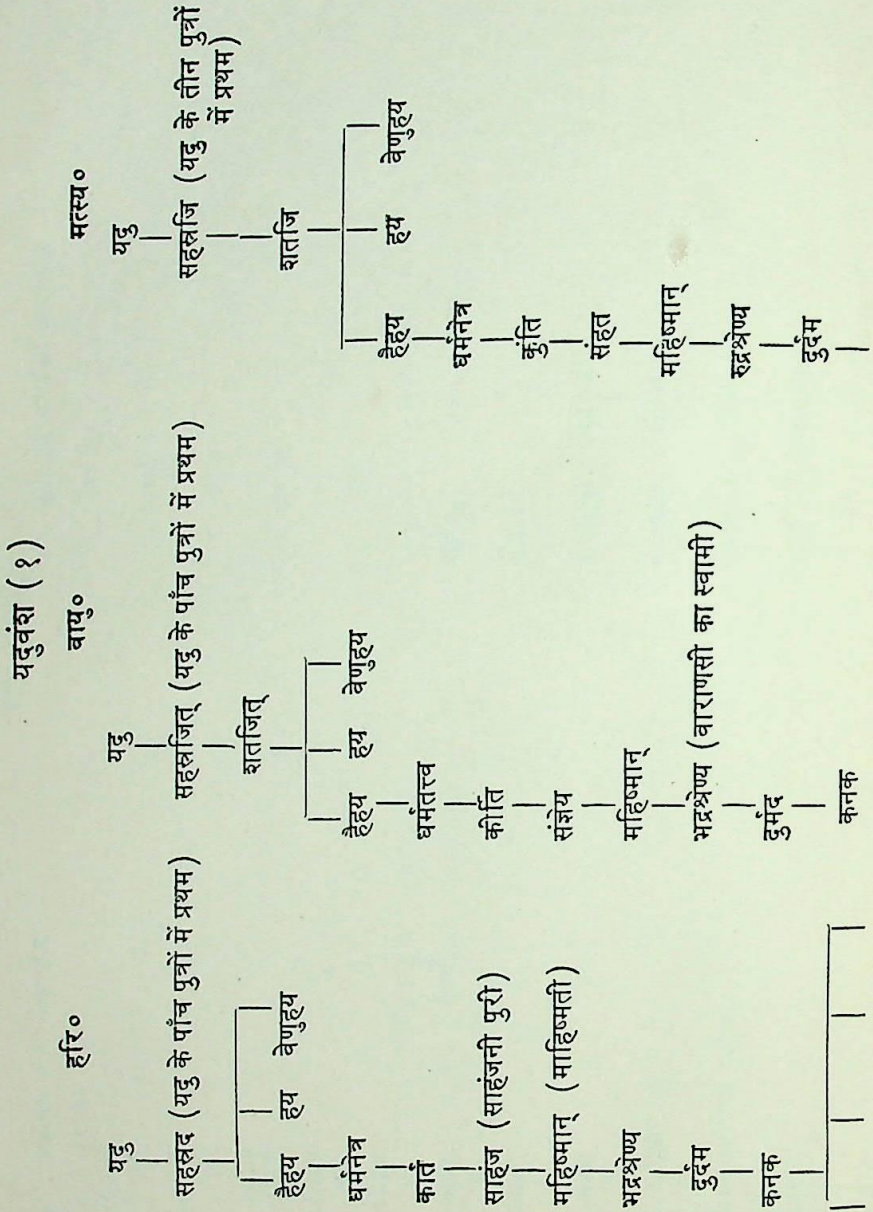 यदुवंश (१)
हरि०
यदु
सहस्रद (यदु के पाँच पुत्रों में प्रथम)
हैहय हय वेणुहय
धर्मनेत्र
कार्त
साहंज (साहंजनी पुरी)
महिष्मान् (माहिष्मती)
भद्रश्रेण्य
दुर्दम
कनक
वायु०
यदु
सहस्रजित् (यदु के पाँच पुत्रों में प्रथम)
शतजित्
हैहय हय वेणुहय
धर्मतत्त्व
कीर्ति
संज्ञेय
महिष्मान्
भद्रश्रेण्य (वाराणसी का स्वामी)
दुर्मद
कनक
मत्स्य०
यदु
सहस्रजि (यदु के तीन पुत्रों
में प्रथम)
शतजि
हैहय हय वेणुहय
धर्मनेत्र
कुंति
संहत
महिष्मान्
रुद्रश्रेण्य
दुर्दम